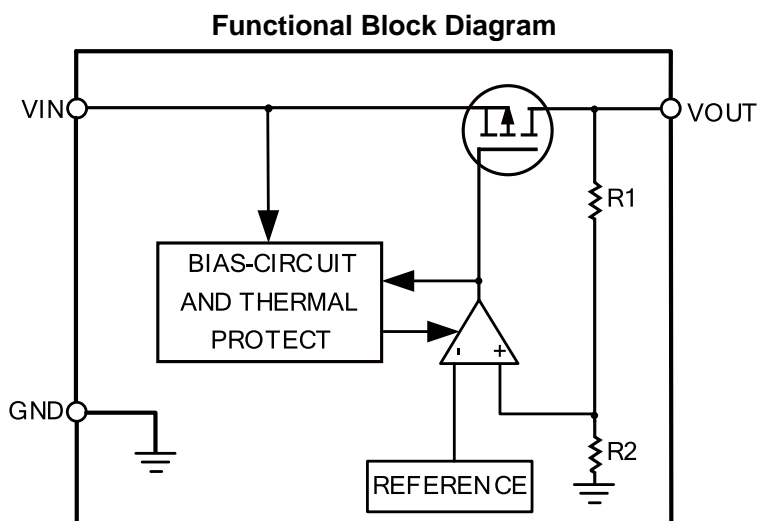 Functional Block Diagram
VIN
VOUT
R1
BIAS-CIRCUIT
AND THERMAL
PROTECT
- +
GND
R2
REFERENCE